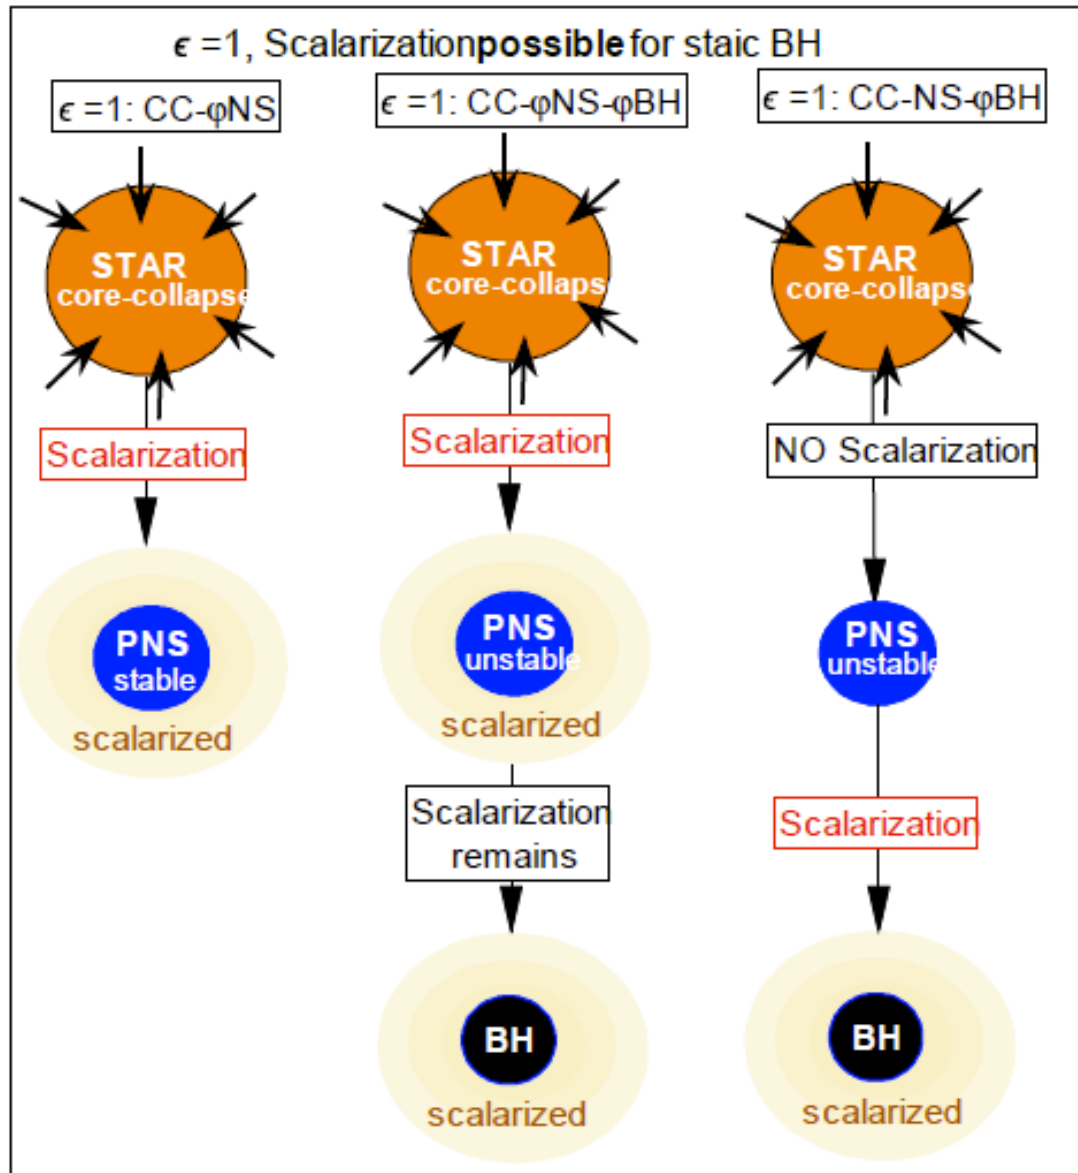 ϵ =1, Scalarizationpossible for staic BH
ϵ =1: CC-φNS
STAR
core-collapse
Scalarization
PNS
stable
scalarized
ϵ =1: CC-φNS-φBH
STAR
core-collaps
Scalarization
PNS
unstable
scalarized
Scalarization
remains
BH
scalarized
ϵ =1: CC-NS-φBH
STAR
core-collapse
NO Scalarization
PNS
unstable
Scalarization
BH
scalarized